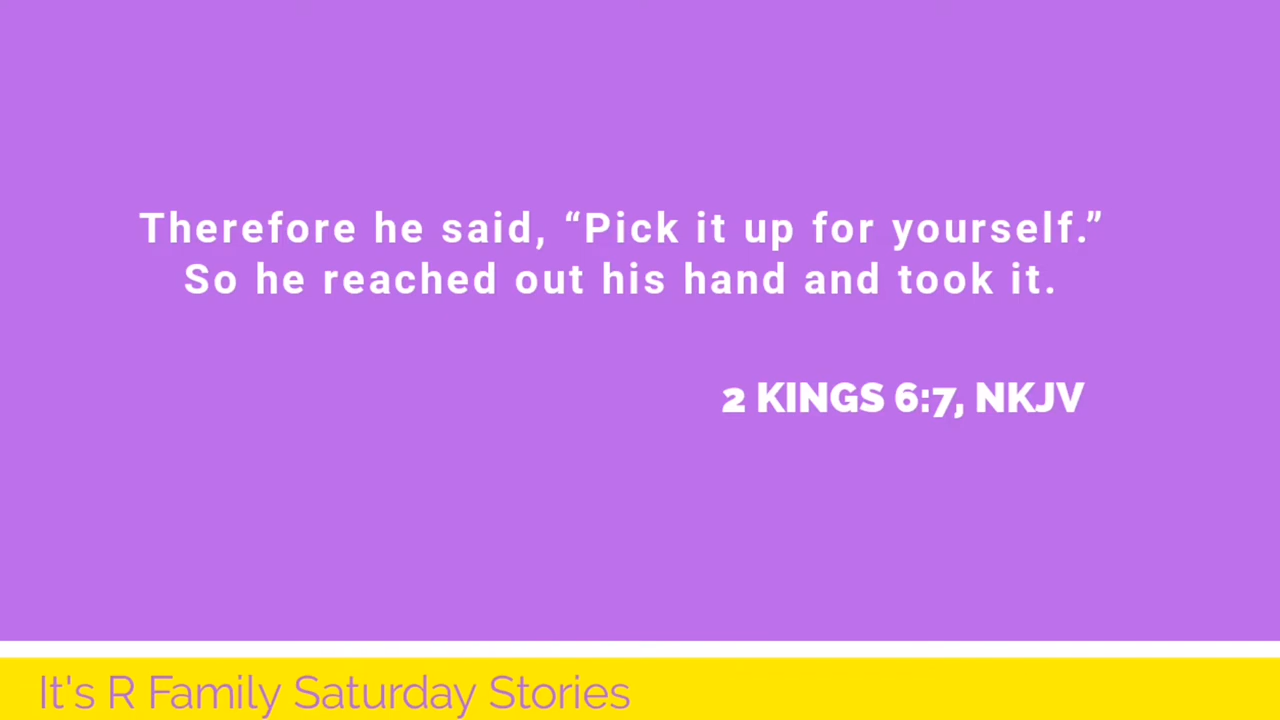 Therefore he said, “Pick it up for yourself.”
So he reached out his hand and took it.
2 KINGS 6:7, NKJV
It's R Family Saturday Stories